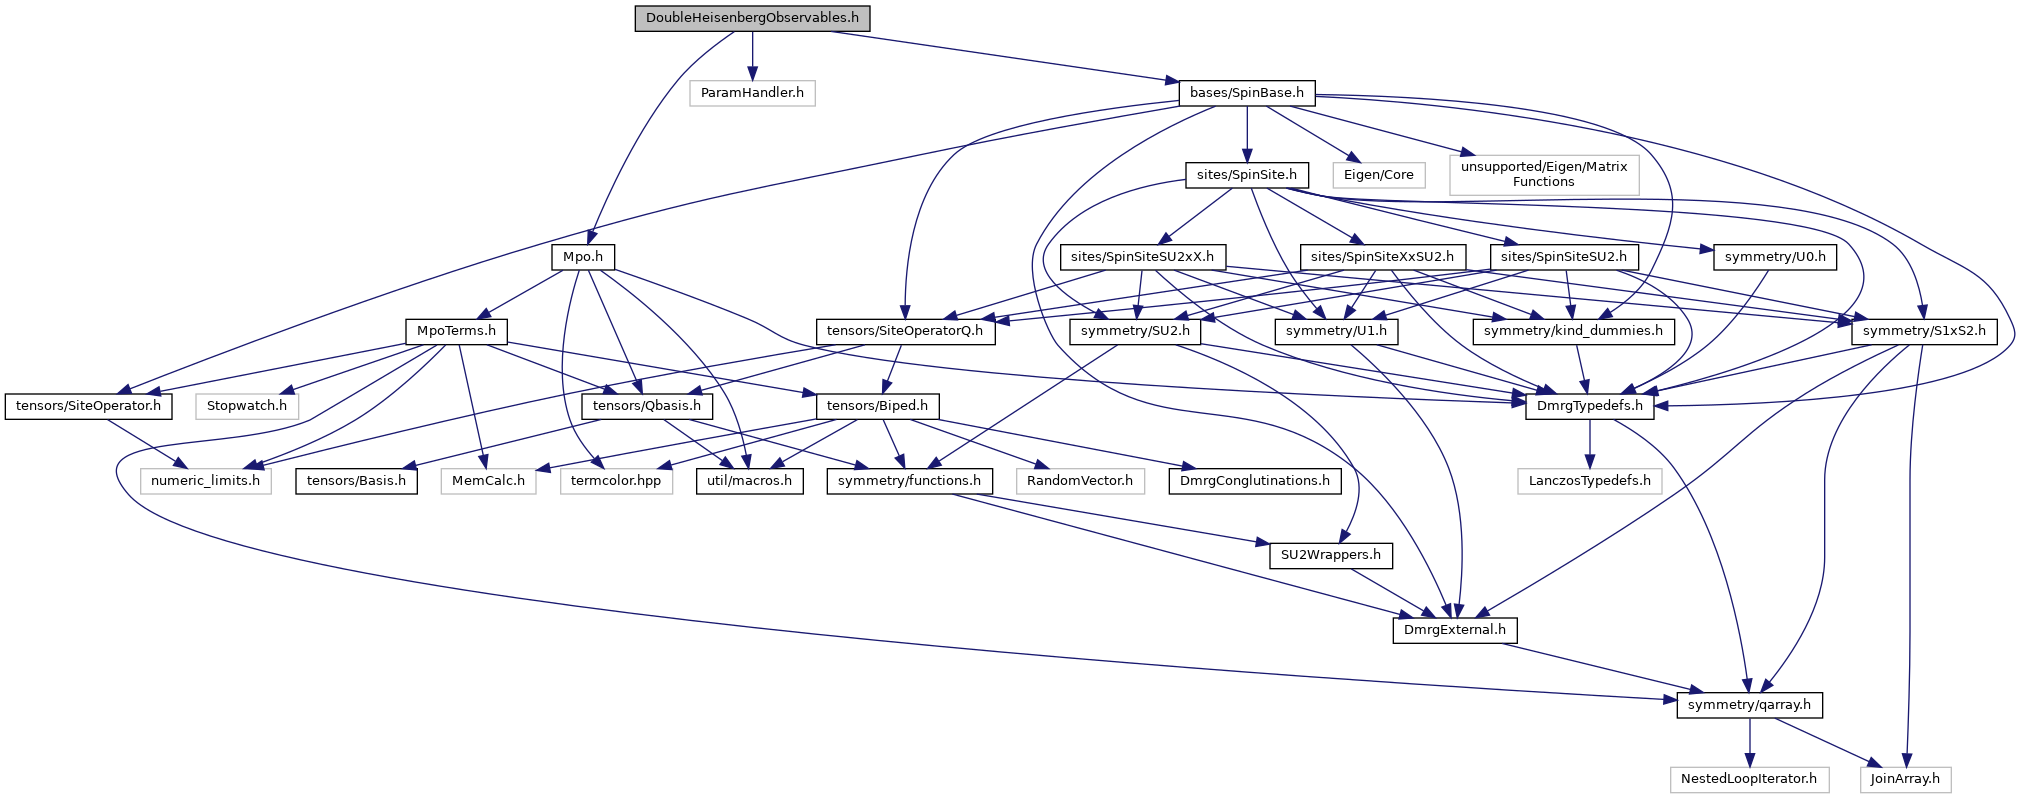 DoubleHeisenbergObservables.h
ParamHandler.h
bases/SpinBase.h
sites/SpinSite.h
Eigen/Core
unsupported/Eigen/Matrix
Functions
Mpo.h
sites/SpinSiteSU2xX.h
sites/SpinSiteXxSU2.h
sites/SpinSiteSU2.h
symmetry/U0.h
MpoTerms.h
tensors/SiteOperatorQ.h
symmetry/SU2.h
symmetry/U1.h
symmetry/kind_dummies.h
symmetry/S1xS2.h
tensors/SiteOperator.h
Stopwatch.h
tensors/Qbasis.h
tensors/Biped.h
DmrgTypedefs.h
numeric_limits.h
tensors/Basis.h
MemCalc.h
termcolor.hpp
util/macros.h
symmetry/functions.h
RandomVector.h
DmrgConglutinations.h
LanczosTypedefs.h
SU2Wrappers.h
DmrgExternal.h
symmetry/qarray.h
NestedLoopIterator.h
JoinArray.h